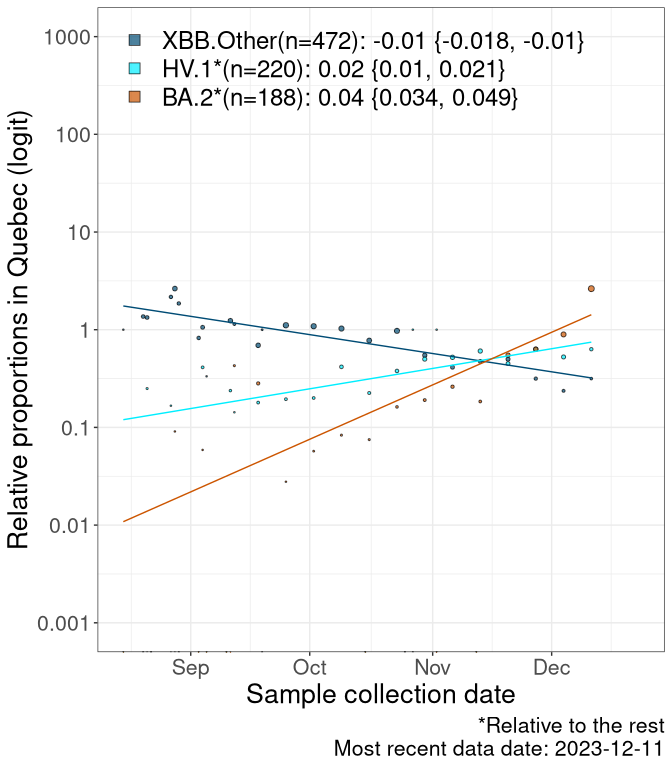 XBB.Other(n=472): -0.01 {-0.018, -0.01}
HV.1*(n=220): 0.02 {0.01, 0.021}
BA.2*(n=188): 0.04 {0.034, 0.049}
Relative proportions in Quebec (logit)
1000
100
10
1
0.1
0.01
0.001
Sep Oct Nov Dec
Sample collection date
*Relative to the rest
Most recent data date: 2023-12-11